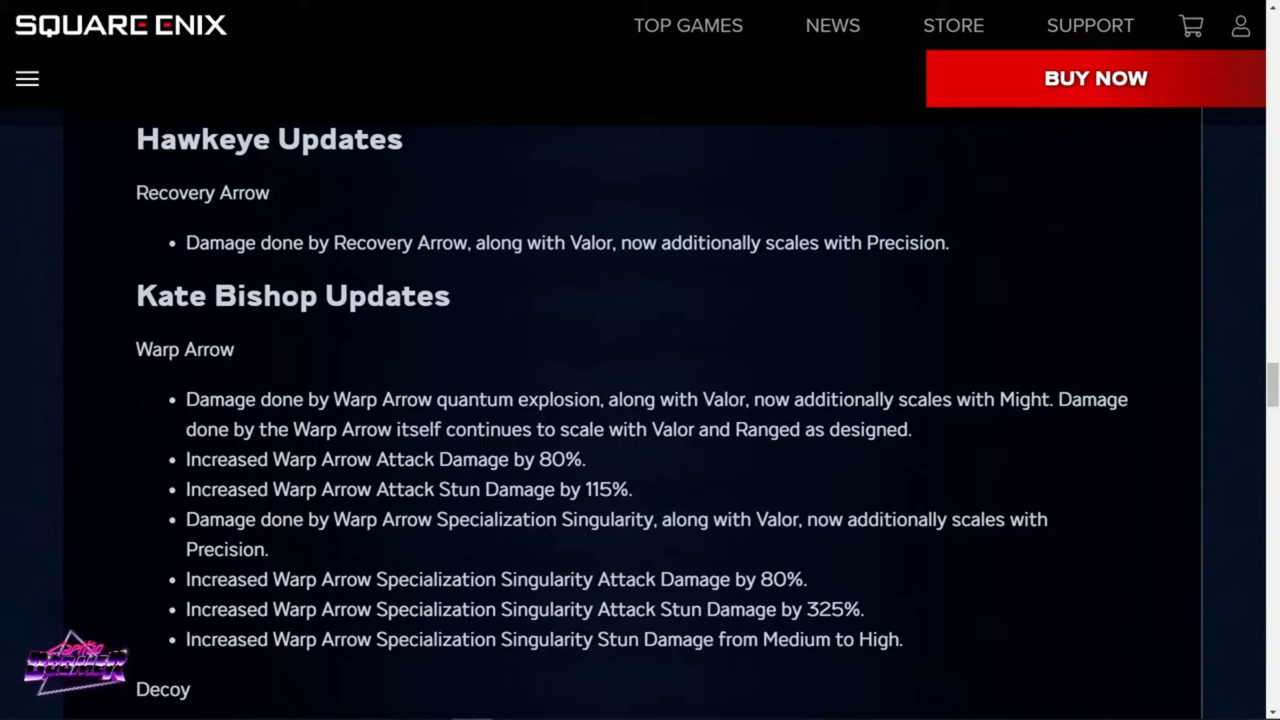 SQUARE ENIX
TOP GAMES NEWS STORE SUPPORT
BUY NOW
Hawkeye Updates
Recovery Arrow
• Damage done by Recovery Arrow, along with Valor, now additionally scales with Precision.
Kate Bishop Updates
Warp Arrow
• Damage done by Warp Arrow quantum explosion, along with Valor, now additionally scales with Might. Damage
done by the Warp Arrow itself continues to scale with Valor and Ranged as designed.
• Increased Warp Arrow Attack Damage by 80%.
• Increased Warp Arrow Attack Stun Damage by 115%.
• Damage done by Warp Arrow Specialization Singularity, along with Valor, now additionally scales with
Precision.
• Increased Warp Arrow Specialization Singularity Attack Damage by 80%.
• Increased Warp Arrow Specialization Singularity Attack Stun Damage by 325%.
• Increased Warp Arrow Specialization Singularity Stun Damage from Medium to High.
Decoy